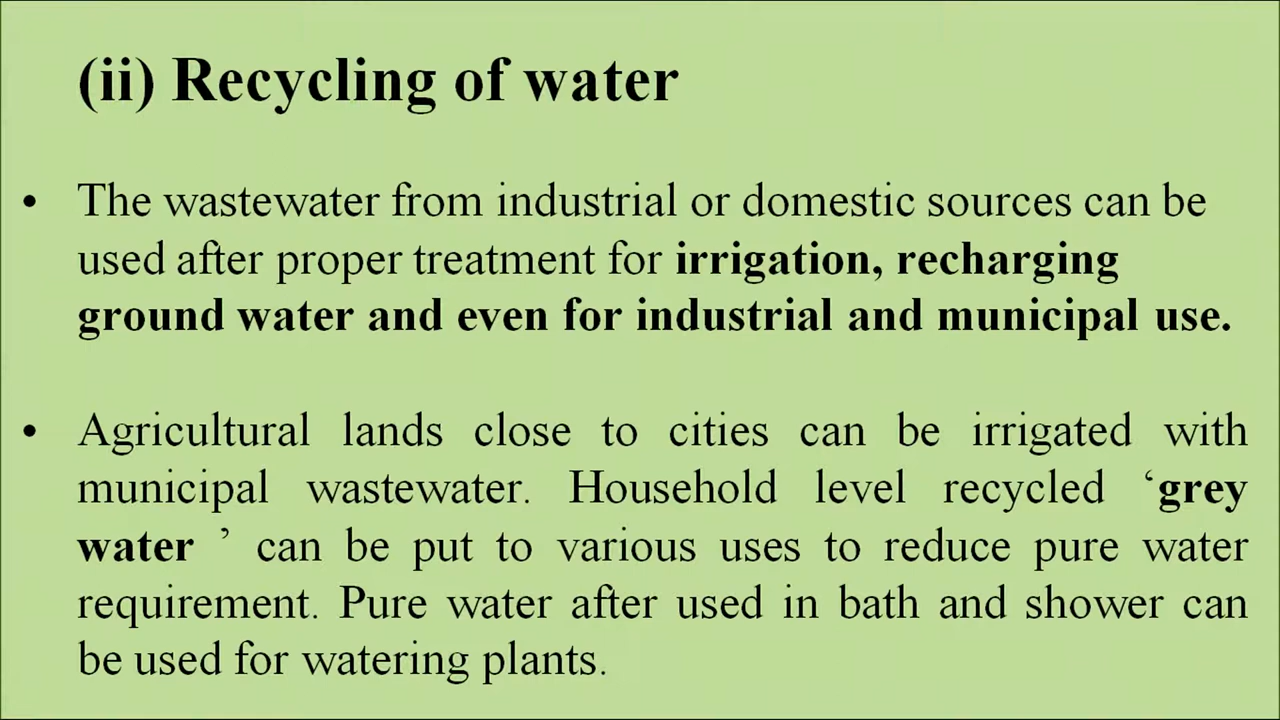 (ii) Recycling of water
• The wastewater from industrial or domestic sources can be
used after proper treatment for irrigation, recharging
ground water and even for industrial and municipal use.
• Agricultural lands close to cities can be irrigated with
municipal wastewater. Household level recycled ‘grey
water ’ can be put to various uses to reduce pure water
requirement. Pure water after used in bath and shower can
be used for watering plants.